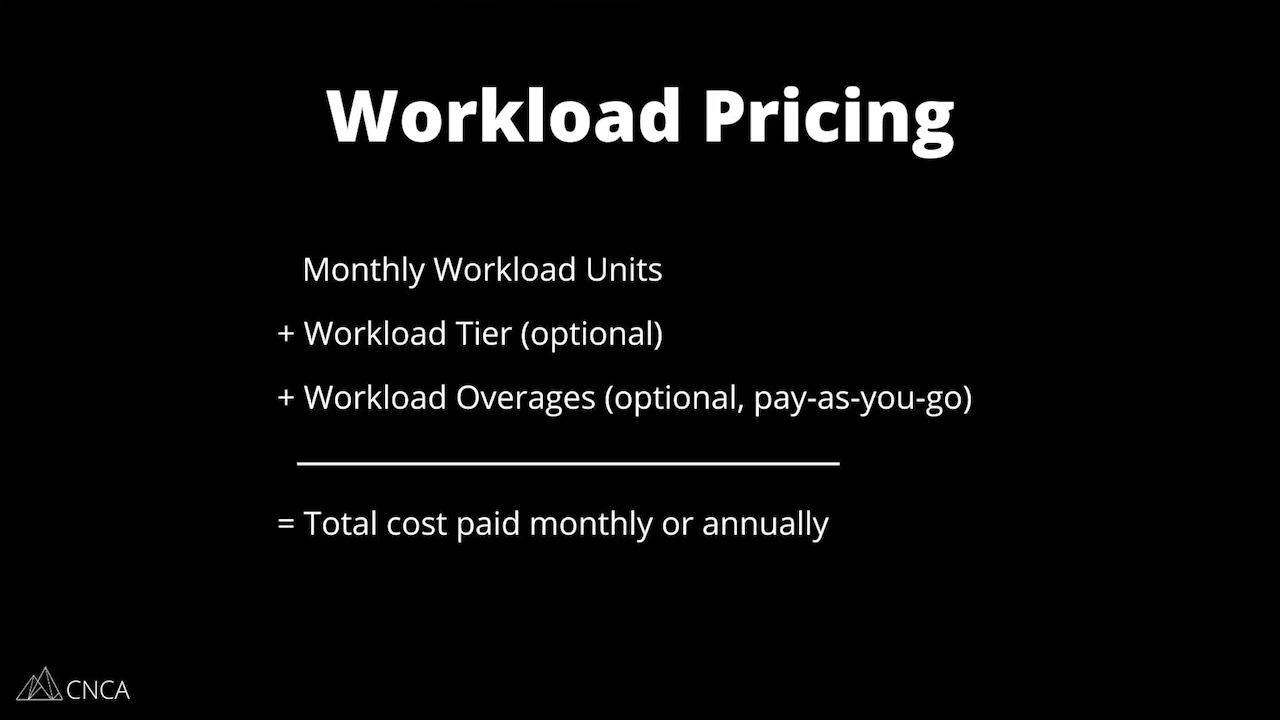 Workload Pricing
Monthly Workload Units
+ Workload Tier (optional)
+ Workload Overages (optional, pay-as-you-go)
= Total cost paid monthly or annually
CNCA